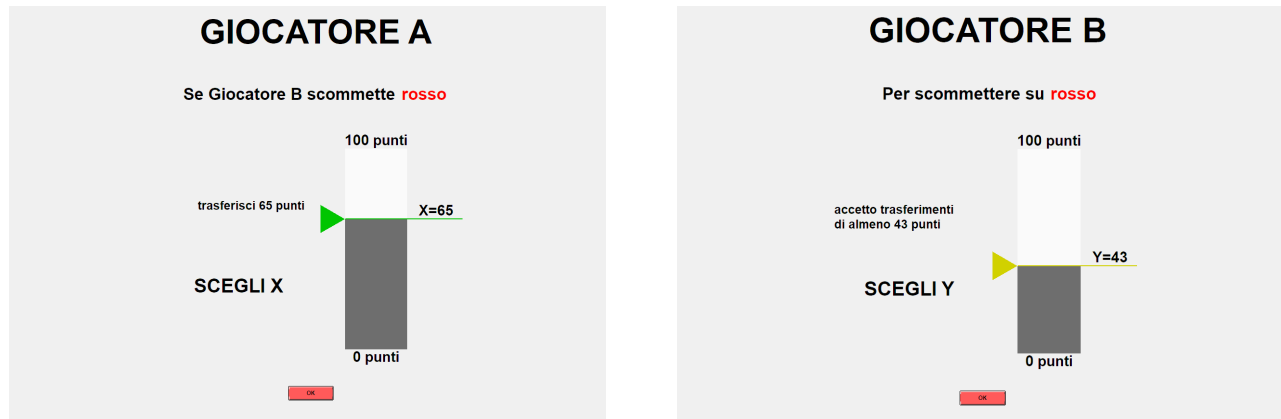 GIOCATORE A
Se Giocatore B scommette rosso
100 punti
trasferisci 65 punti
X=65
SCEGLI X
0 punti
OK
GIOCATORE B
Per scommettere su rosso
100 punti
accetto trasferimenti
di almeno 43 punti
Y=43
SCEGLI Y
0 punti
OK